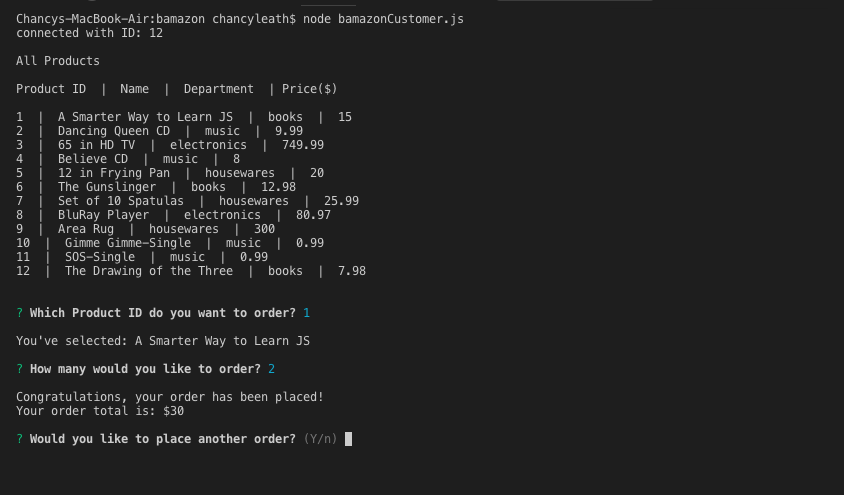 Chancys-MacBook-Air:bamazon chancyleath$ node bamazonCustomer.js
connected with ID: 12
All Products
Product ID  |  Name  |  Department  | Price($)
1  |  A Smarter Way to Learn JS  |  books  |  15
2  |  Dancing Queen CD  |  music  |  9.99
3  |  65 in HD TV  |  electronics  |  749.99
4  |  Believe CD  |  music  |  8
5  |  12 in Frying Pan  |  housewares  |  20
6  |  The Gunslinger  |  books  |  12.98
7  |  Set of 10 Spatulas  |  housewares  |  25.99
8  |  BluRay Player  |  electronics  |  80.97
9  |  Area Rug  |  housewares  |  300
10  |  Gimme Gimme-Single  |  music  |  0.99
11  |  SOS-Single  |  music  |  0.99
12  |  The Drawing of the Three  |  books  |  7.98
? Which Product ID do you want to order? 1
You've selected: A Smarter Way to Learn JS
? How many would you like to order? 2
Congratulations, your order has been placed!
Your order total is: $30
? Would you like to place another order? (Y/n)